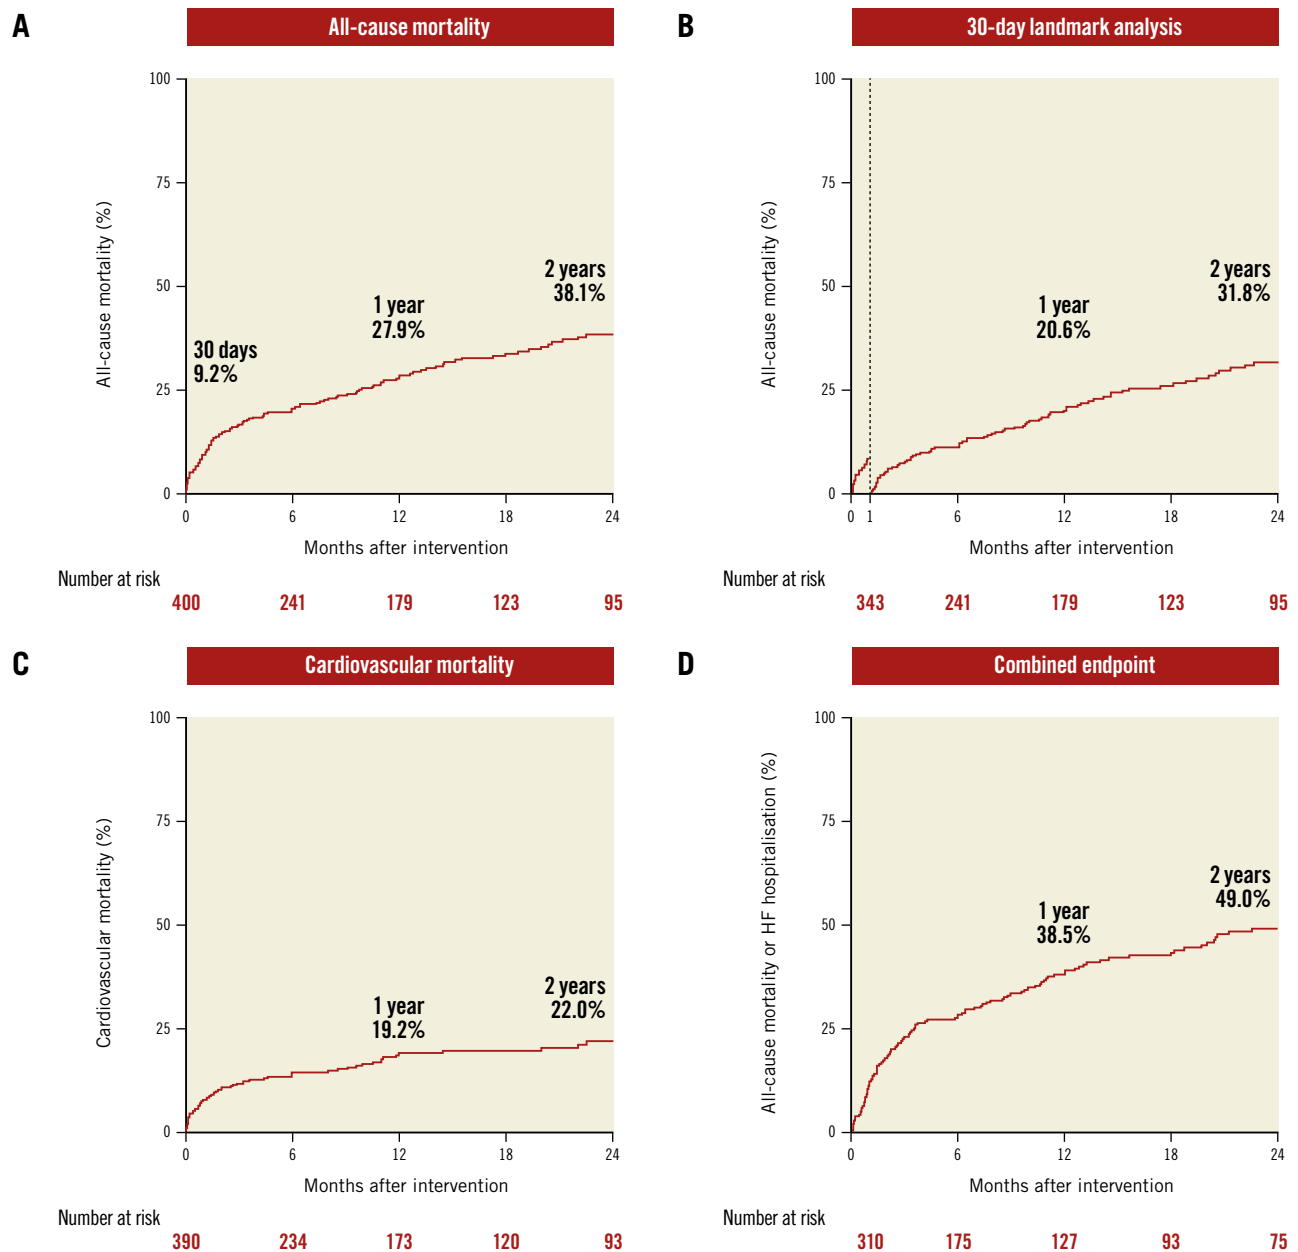 A
All-cause mortality
100
75
50
25
0
All-cause mortality (%)
30 days
9.2%
1 year
27.9%
2 years
38.1%
0 6 12 18 24
Months after intervention
Number at risk
400 241 179 123 95
B
30-day landmark analysis
100
75
50
25
0
All-cause mortality (%)
1 year
20.6%
2 years
31.8%
0 1 6 12 18 24
Months after intervention
Number at risk
343 241 179 123 95
C
Cardiovascular mortality
100
75
50
25
0
Cardiovascular mortality (%)
1 year
19.2%
2 years
22.0%
0 6 12 18 24
Months after intervention
Number at risk
390 234 173 120 93
D
Combined endpoint
100
75
50
25
0
All-cause mortality or HF hospitalisation (%)
1 year
38.5%
2 years
49.0%
0 6 12 18 24
Months after intervention
Number at risk
310 175 127 93 75